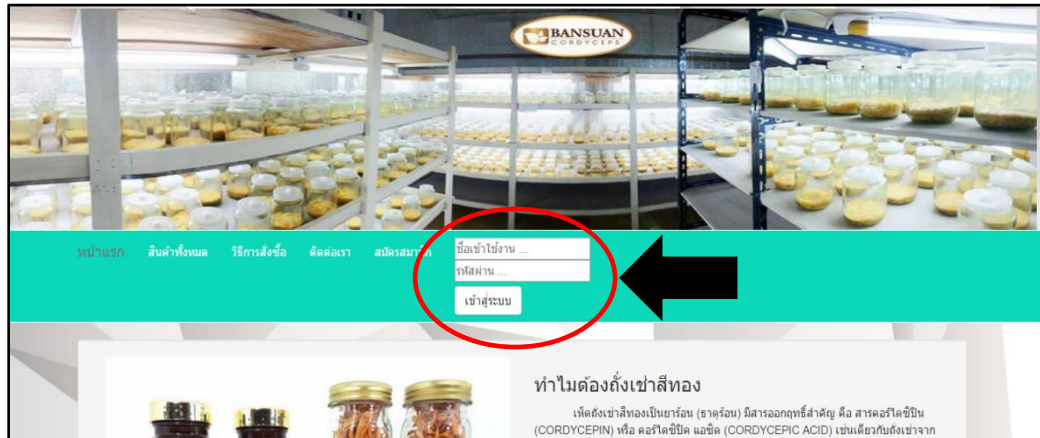 BANSUAN
CORDYCEPS
หน้าแรก สินค้าทั้งหมด วิธีการสั่งซื้อ ติดต่อเรา สมัครสมาชิก
ชื่อเข้าใช้งาน ...
รหัสผ่าน ...
เข้าสู่ระบบ
ทำไมต้องถั่งเช่าสีทอง
เห็ดถังเช่าสีทองเป็นยาร้อน (ธาตุร้อน) มีสารออกฤทธิ์สำคัญ คือ สารคอร์ไดซิปิน
(CORDYCEPIN) หรือ คอร์ไดซิปิค แอซิด (CORDYCEPIC ACID) เช่นเดียวกับถั่งเช่าจาก